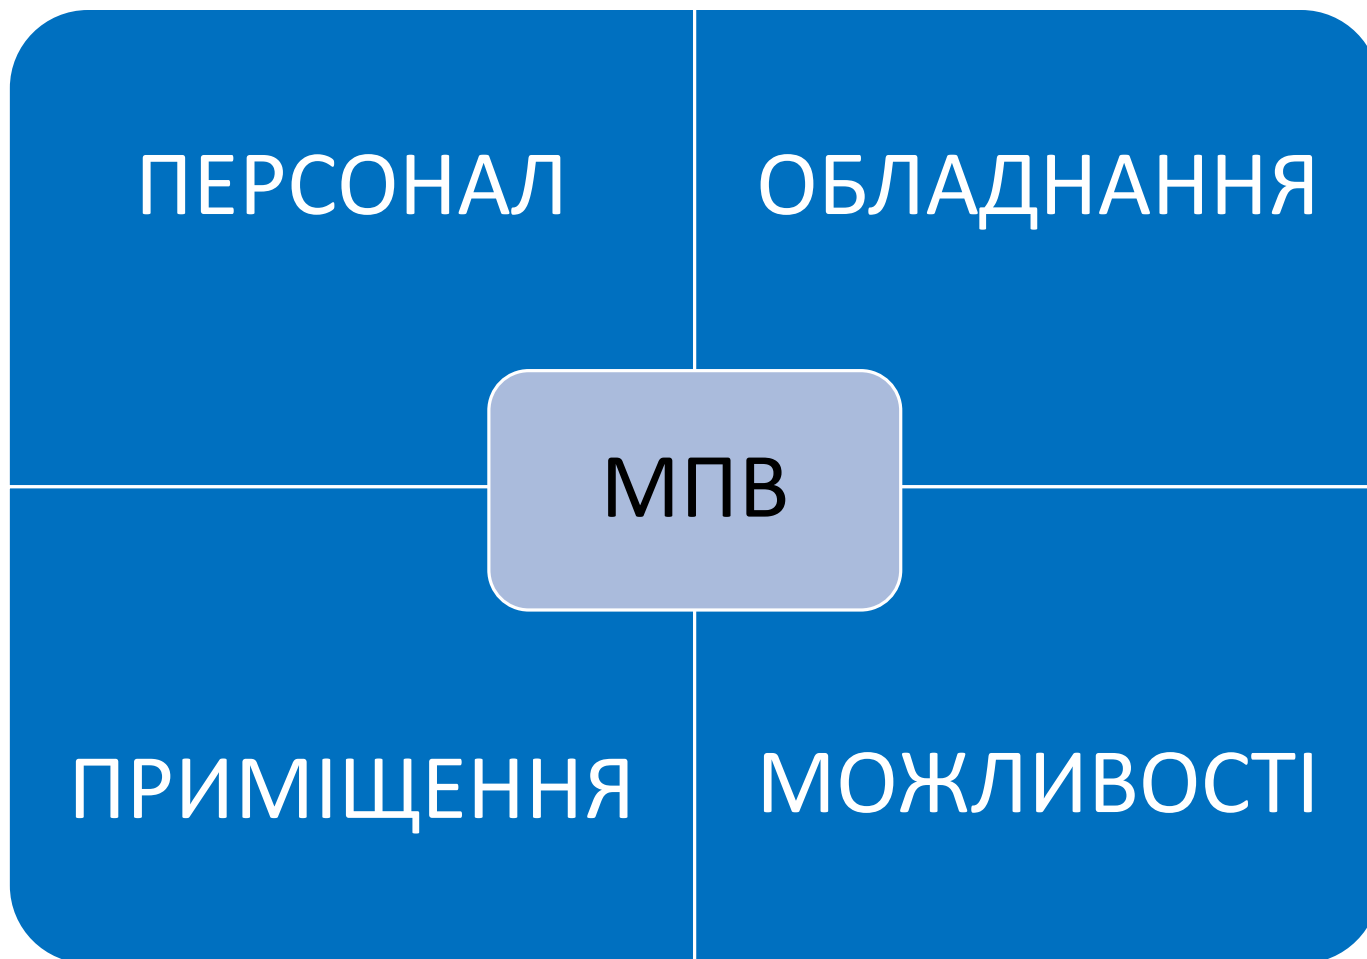 ПЕРСОНАЛ
ОБЛАДНАННЯ
МПВ
ПРИМІЩЕННЯ
МОЖЛИВОСТІ